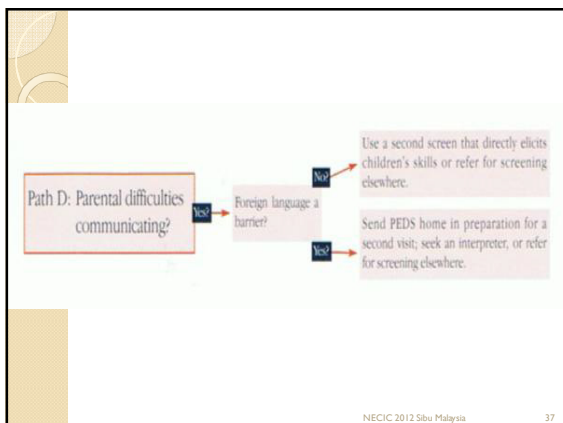 Path D: Parental difficulties
communicating?
Yes?
Foreign language a
barrier?
No?
Use a second screen that directly elicits
children's skills or refer for screening
elsewhere.
Yes?
Send PEDS home in preparation for a
second visit; seek an interpreter, or refer
for screening elsewhere.
NECIC 2012 Sibu Malaysia
37